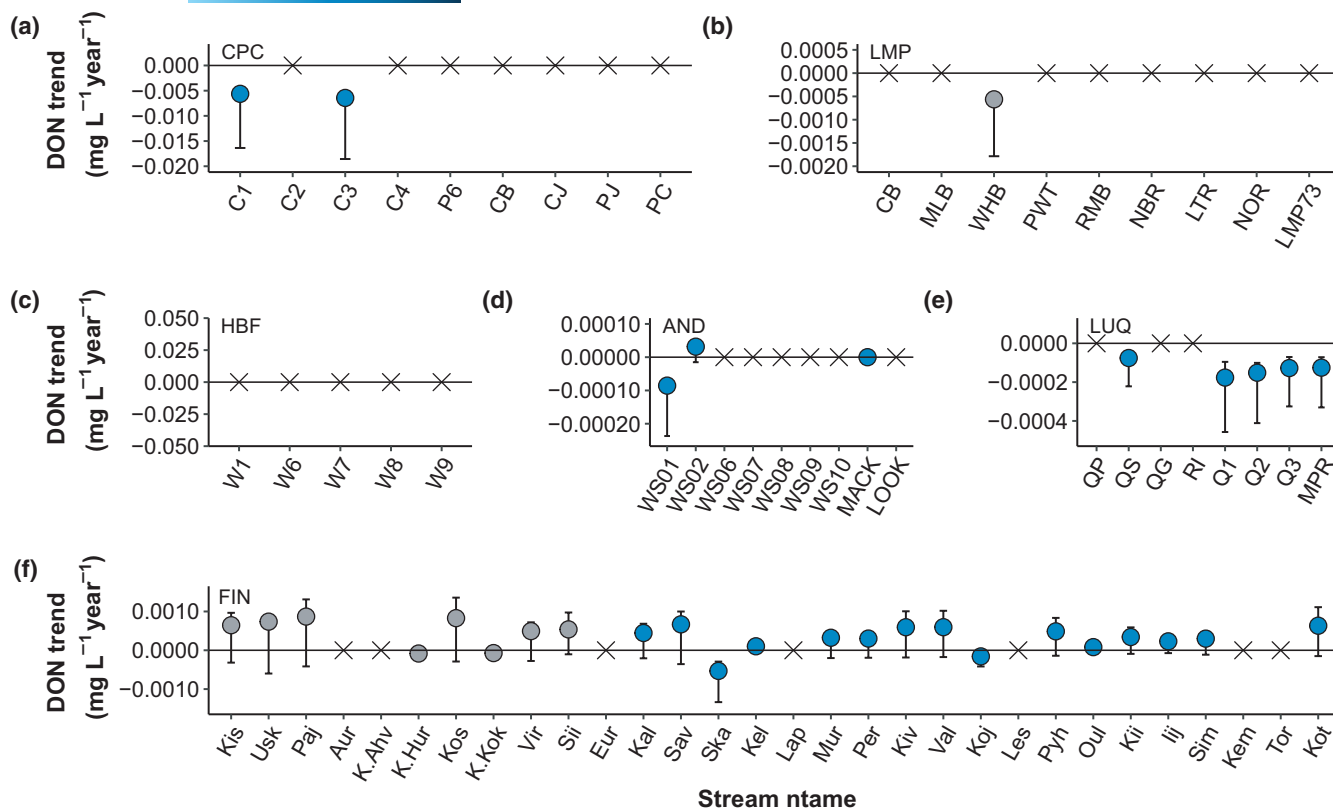 (a)
CPC
DON trend
(mg L⁻¹ year⁻¹)
0.000
−0.005
−0.010
−0.015
−0.020
C1 C2 C3 C4 P6 CB CJ PJ PC
(b)
LMP
0.0005
0.0000
−0.0005
−0.0010
−0.0015
−0.0020
CB MLB WHB PWT RMB NBR LTR NOR LMP73
(c)
HBF
DON trend
(mg L⁻¹ year⁻¹)
0.050
0.025
0.000
−0.025
−0.050
W1 W6 W7 W8 W9
(d)
AND
0.00010
0.00000
−0.00010
−0.00020
WS01 WS02 WS06 WS07 WS08 WS09 WS10 MACK LOOK
(e)
LUQ
0.0000
−0.0002
−0.0004
QP QS QG RI Q1 Q2 Q3 MPR
(f)
FIN
DON trend
(mg L⁻¹ year⁻¹)
0.0010
0.0000
−0.0010
Kis Usk Paj Aur K.Ahv K.Hur Kos K.Kok Vir Sil Eur Kal Sav Ska Kel Lap Mur Per Kiv Val Koj Les Pyh Oul Kii Iij Sim Kem Tor Kot
Stream ntame